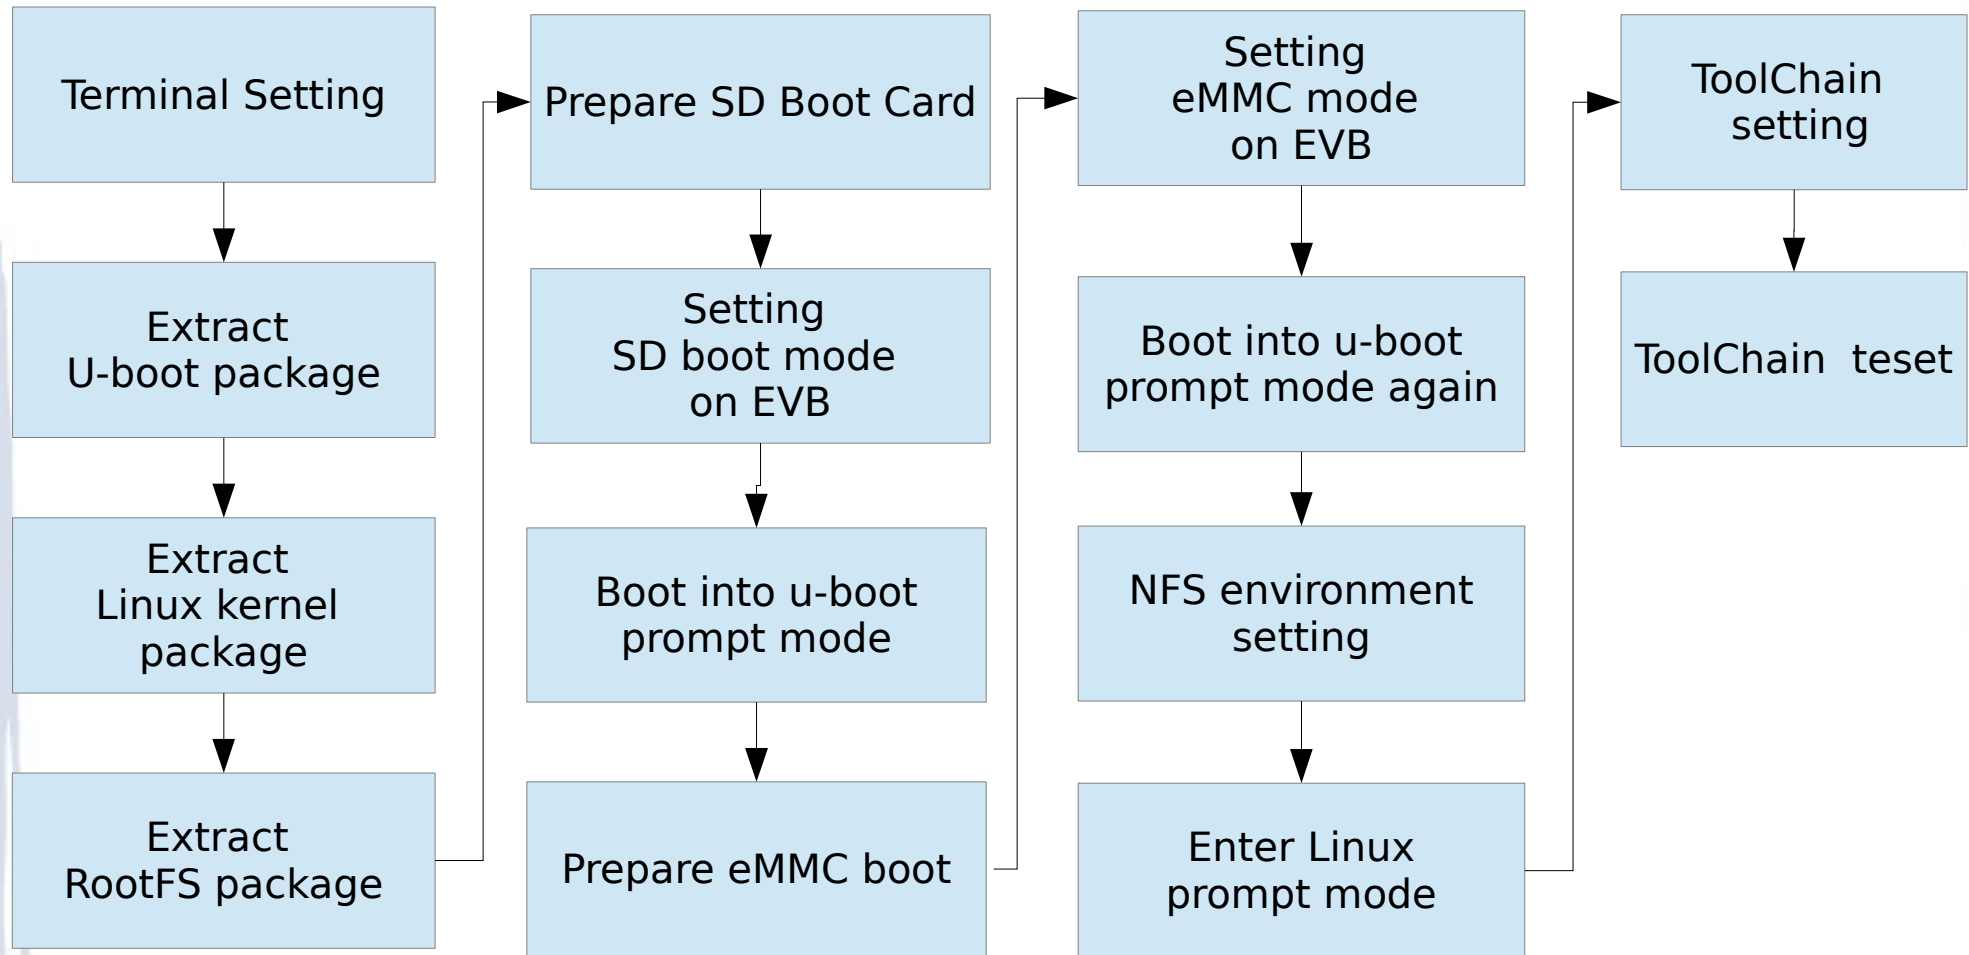 Terminal Setting
Extract
U-boot package
Extract
Linux kernel
package
Extract
RootFS package
Prepare SD Boot Card
Setting
SD boot mode
on EVB
Boot into u-boot
prompt mode
Prepare eMMC boot
Setting
eMMC mode
on EVB
Boot into u-boot
prompt mode again
NFS environment
setting
Enter Linux
prompt mode
ToolChain
setting
ToolChain  teset